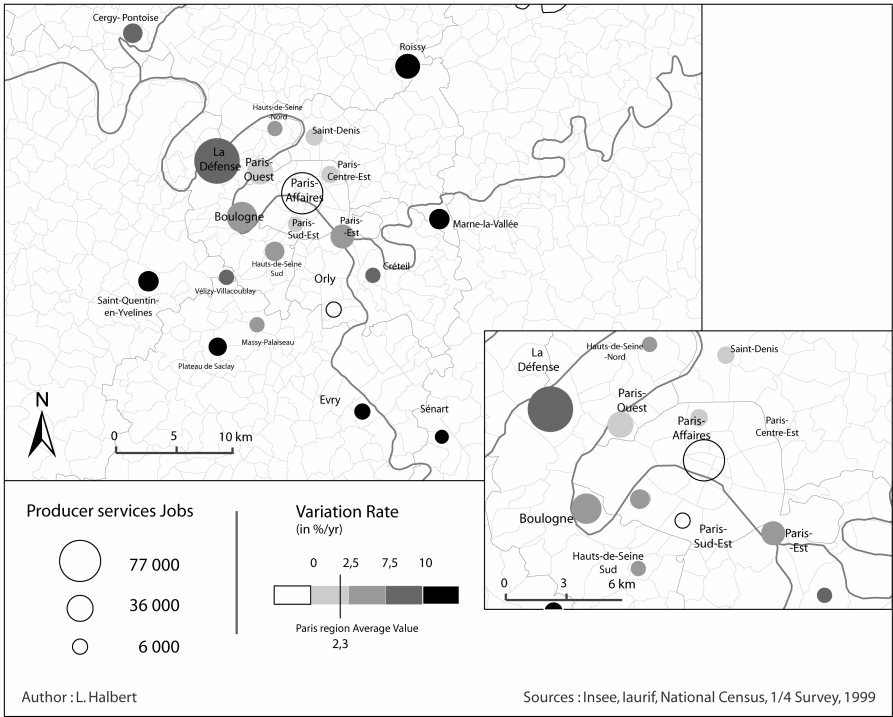 Cergy- Pontoise
Roissy
Hauts-de-Seine
-Nord
Saint-Denis
La
Défense
Paris-
Ouest
Paris-
Centre-Est
Paris-
Affaires
Boulogne
Paris-
Sud-Est
Paris-
-Est
Marne-la-Vallée
Hauts-de-Seine
Sud
Créteil
Orly
Vélizy-Villacoublay
Saint-Quentin-
en-Yvelines
Massy-Palaiseau
Plateau de Saclay
Evry
Sénart
N
0 5 10 km
La
Défense
Hauts-de-Seine
-Nord
Saint-Denis
Paris-
Ouest
Paris-
Affaires
Paris-
Centre-Est
Boulogne
Paris-
Sud-Est
Paris-
-Est
Hauts-de-Seine
Sud
0 3 6 km
Producer services Jobs
77 000
36 000
6 000
Variation Rate
(in %/yr)
0 2,5 7,5 10
Paris region Average Value
2,3
Author : L. Halbert
Sources : Insee, Iaurif, National Census, 1/4 Survey, 1999